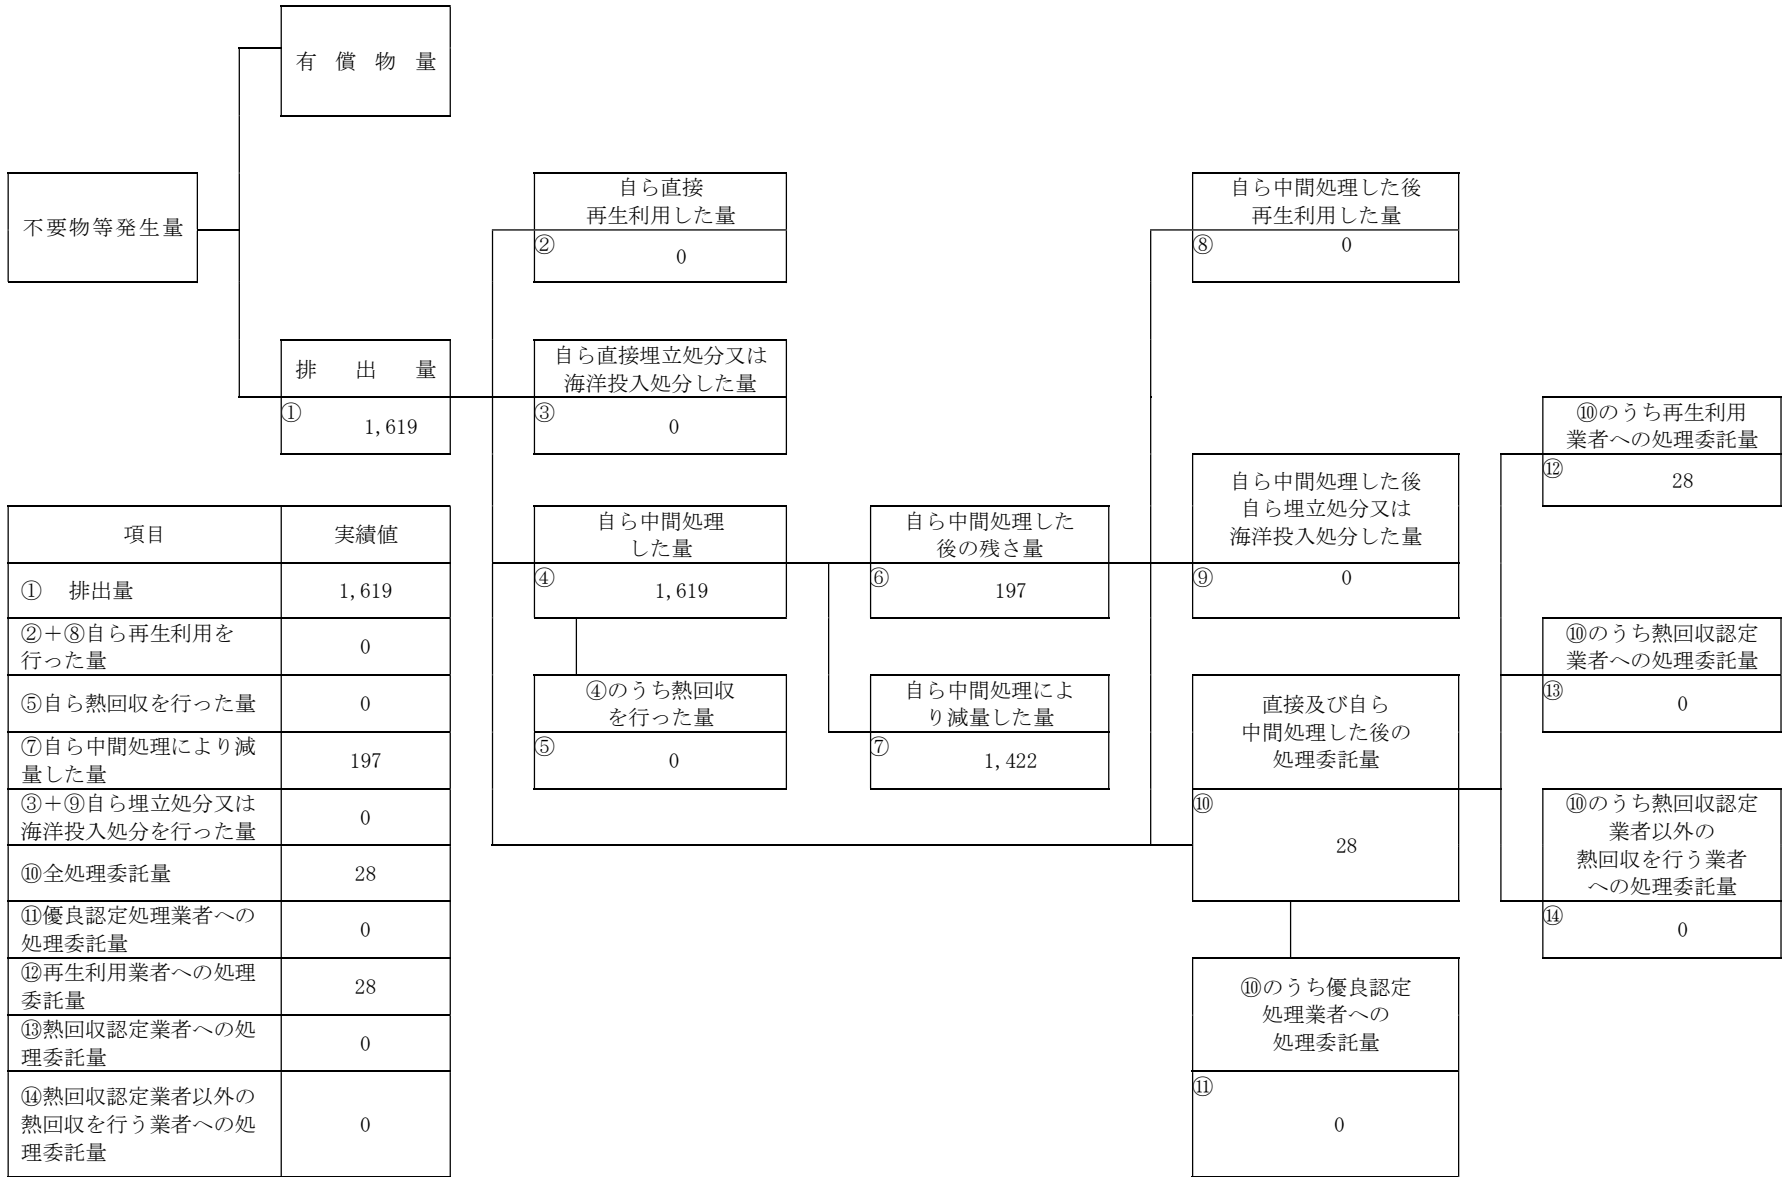 有償物量
不要物等発生量
自ら直接
再生利用した量
② 0
自ら中間処理した後
再生利用した量
⑧ 0
排出量
① 1,619
自ら直接埋立処分又は
海洋投入処分した量
③ 0
⑩のうち再生利用
業者への処理委託量
⑫ 28
自ら中間処理
した量
④ 1,619
自ら中間処理した
後の残さ量
⑥ 197
自ら中間処理した後
自ら埋立処分又は
海洋投入処分した量
⑨ 0
⑩のうち熱回収認定
業者への処理委託量
⑬ 0
④のうち熱回収
を行った量
⑤ 0
自ら中間処理によ
り減量した量
⑦ 1,422
直接及び自ら
中間処理した後の
処理委託量
⑩ 28
⑩のうち熱回収認定
業者以外の
熱回収を行う業者
への処理委託量
⑭ 0
⑩のうち優良認定
処理業者への
処理委託量
⑪ 0
項目 実績値
① 排出量 1,619
②+⑧自ら再生利用を
行った量 0
⑤自ら熱回収を行った量 0
⑦自ら中間処理により減
量した量 197
③+⑨自ら埋立処分又は
海洋投入処分を行った量 0
⑩全処理委託量 28
⑪優良認定処理業者への
処理委託量 0
⑫再生利用業者への処理
委託量 28
⑬熱回収認定業者への処
理委託量 0
⑭熱回収認定業者以外の
熱回収を行う業者への処
理委託量 0